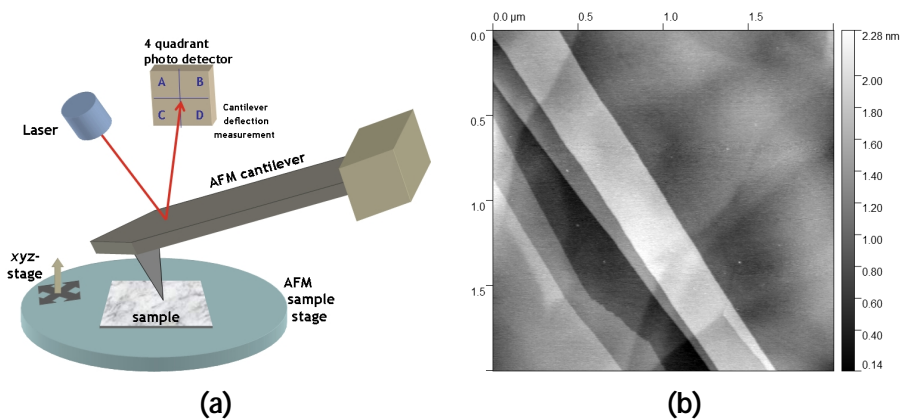 4 quadrant
photo detector
A B
C D
Cantilever
deflection
measurement
Laser
AFM cantilever
xyz-
stage
AFM
sample
stage
sample
(a)
0.0 µm 0.5 1.0 1.5
0.0
0.5
1.0
1.5
2.28 nm
2.00
1.80
1.60
1.40
1.20
1.00
0.80
0.60
0.40
0.14
(b)